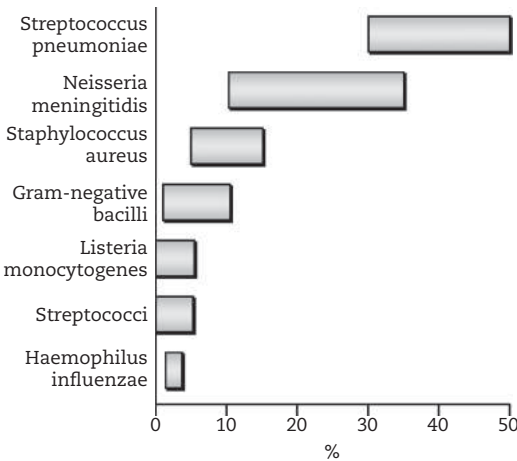 Streptococcus
pneumoniae
Neisseria
meningitidis
Staphylococcus
aureus
Gram-negative
bacilli
Listeria
monocytogenes
Streptococci
Haemophilus
influenzae
0 10 20 30 40 50
%